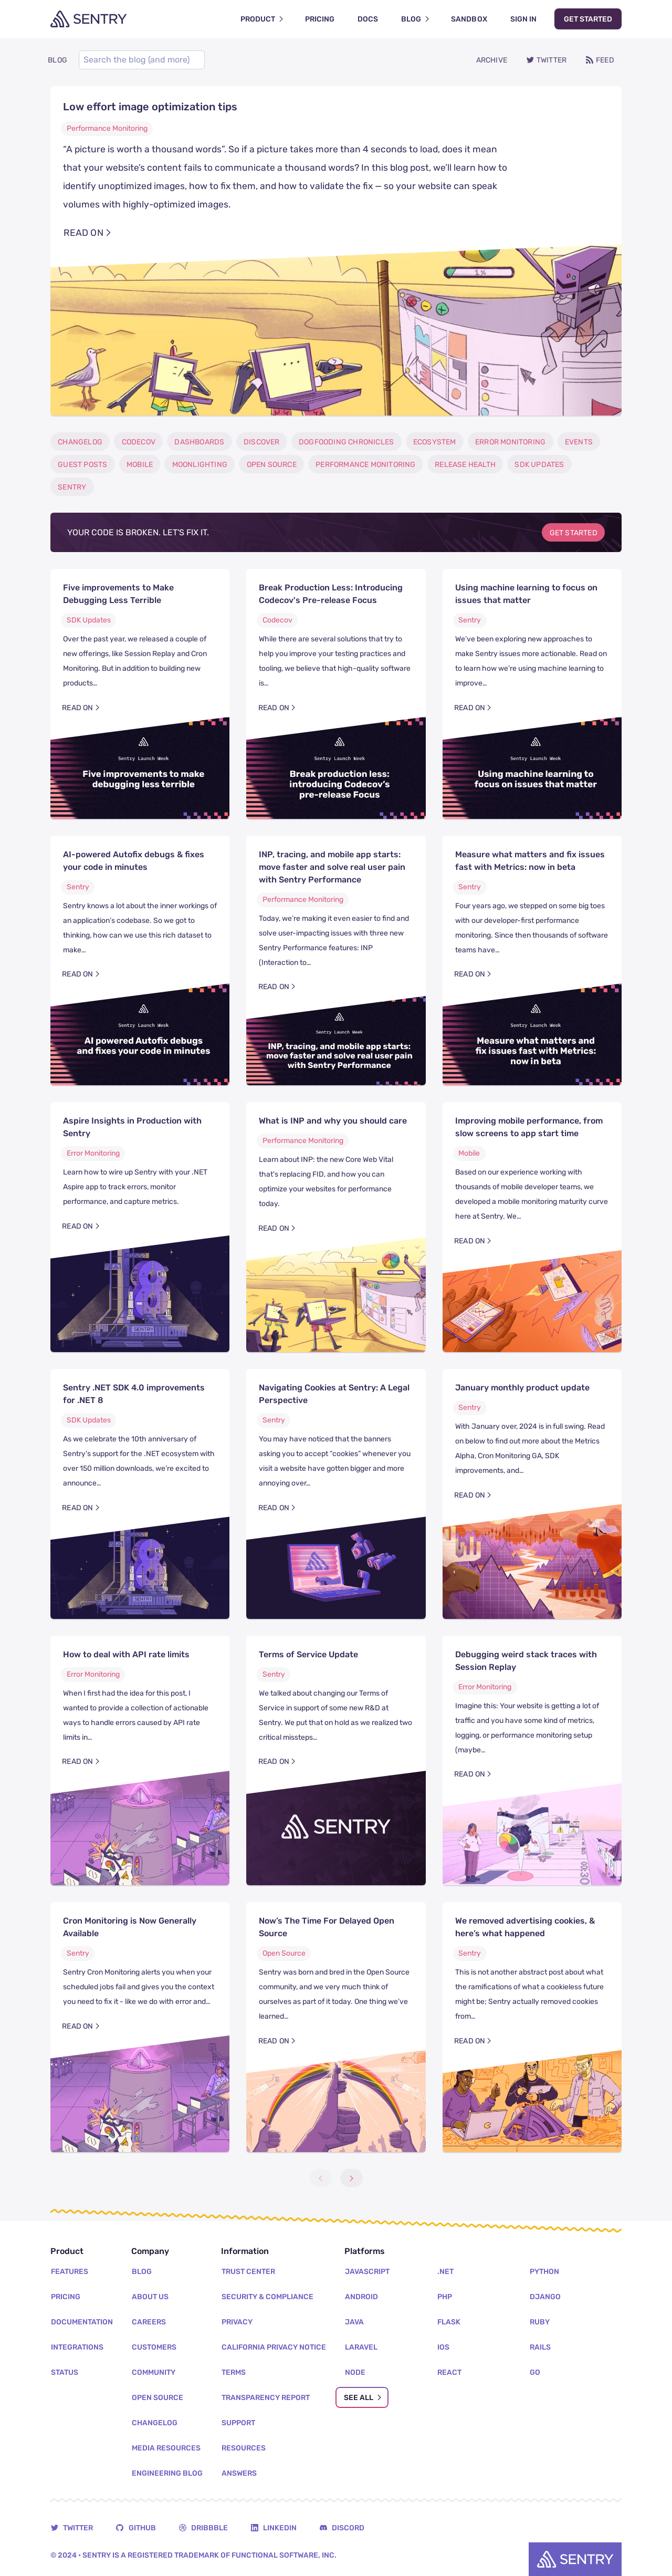 SENTRY
PRODUCT
PRICING
DOCS
BLOG
SANDBOX
SIGN IN
GET STARTED
BLOG
Search the blog (and more)
ARCHIVE
TWITTER
FEED
Low effort image optimization tips
Performance Monitoring
"A picture is worth a thousand words". So if a picture takes more than 4 seconds to load, does it mean
that your website's content fails to communicate a thousand words? In this blog post, we'll learn how to
identify unoptimized images, how to fix them, and how to validate the fix — so your website can speak
volumes with highly-optimized images.
READ ON
CHANGELOG
CODECOV
DASHBOARDS
DISCOVER
DOGFOODING CHRONICLES
ECOSYSTEM
ERROR MONITORING
EVENTS
GUEST POSTS
MOBILE
MOONLIGHTING
OPEN SOURCE
PERFORMANCE MONITORING
RELEASE HEALTH
SDK UPDATES
SENTRY
YOUR CODE IS BROKEN. LET'S FIX IT.
GET STARTED
Five improvements to Make
Debugging Less Terrible
SDK Updates
Over the past year, we released a couple of
new offerings, like Session Replay and Cron
Monitoring. But in addition to building new
products…
READ ON
Sentry Launch Week
Five improvements to make
debugging less terrible
Break Production Less: Introducing
Codecov's Pre-release Focus
Codecov
While there are several solutions that try to
help you improve your testing practices and
tooling, we believe that high-quality software
is…
READ ON
Sentry Launch Week
Break production less:
introducing Codecov's
pre-release Focus
Using machine learning to focus on
issues that matter
Sentry
We've been exploring new approaches to
make Sentry issues more actionable. Read on
to learn how we're using machine learning to
improve…
READ ON
Sentry Launch Week
Using machine learning to
focus on issues that matter
AI-powered Autofix debugs & fixes
your code in minutes
Sentry
Sentry knows a lot about the inner workings of
an application's codebase. So we got to
thinking, how can we use this rich dataset to
make…
READ ON
Sentry Launch Week
AI powered Autofix debugs
and fixes your code in minutes
INP, tracing, and mobile app starts:
move faster and solve real user pain
with Sentry Performance
Performance Monitoring
Today, we're making it even easier to find and
solve user-impacting issues with three new
Sentry Performance features: INP
(Interaction to…
READ ON
Sentry Launch Week
INP, tracing, and mobile app starts:
move faster and solve real user pain
with Sentry Performance
Measure what matters and fix issues
fast with Metrics: now in beta
Sentry
Four years ago, we stepped on some big toes
with our developer-first performance
monitoring. Since then thousands of software
teams have…
READ ON
Sentry Launch Week
Measure what matters and
fix issues fast with Metrics:
now in beta
Aspire Insights in Production with
Sentry
Error Monitoring
Learn how to wire up Sentry with your .NET
Aspire app to track errors, monitor
performance, and capture metrics.
READ ON
What is INP and why you should care
Performance Monitoring
Learn about INP: the new Core Web Vital
that's replacing FID, and how you can
optimize your websites for performance
today.
READ ON
Improving mobile performance, from
slow screens to app start time
Mobile
Based on our experience working with
thousands of mobile developer teams, we
developed a mobile monitoring maturity curve
here at Sentry. We…
READ ON
Sentry .NET SDK 4.0 improvements
for .NET 8
SDK Updates
As we celebrate the 10th anniversary of
Sentry's support for the .NET ecosystem with
over 150 million downloads, we're excited to
announce…
READ ON
Navigating Cookies at Sentry: A Legal
Perspective
Sentry
You may have noticed that the banners
asking you to accept "cookies" whenever you
visit a website have gotten bigger and more
annoying over…
READ ON
January monthly product update
Sentry
With January over, 2024 is in full swing. Read
on below to find out more about the Metrics
Alpha, Cron Monitoring GA, SDK
improvements, and…
READ ON
How to deal with API rate limits
Error Monitoring
When I first had the idea for this post, I
wanted to provide a collection of actionable
ways to handle errors caused by API rate
limits in…
READ ON
Terms of Service Update
Sentry
We talked about changing our Terms of
Service in support of some new R&D at
Sentry. We put that on hold as we realized two
critical missteps…
READ ON
SENTRY
Debugging weird stack traces with
Session Replay
Error Monitoring
Imagine this: Your website is getting a lot of
traffic and you have some kind of metrics,
logging, or performance monitoring setup
(maybe…
READ ON
Cron Monitoring is Now Generally
Available
Sentry
Sentry Cron Monitoring alerts you when your
scheduled jobs fail and gives you the context
you need to fix it - like we do with error and…
READ ON
Now's The Time For Delayed Open
Source
Open Source
Sentry was born and bred in the Open Source
community, and we very much think of
ourselves as part of it today. One thing we've
learned…
READ ON
We removed advertising cookies, &
here's what happened
Sentry
This is not another abstract post about what
the ramifications of what a cookieless future
might be; Sentry actually removed cookies
from…
READ ON
Product
FEATURES
PRICING
DOCUMENTATION
INTEGRATIONS
STATUS
Company
BLOG
ABOUT US
CAREERS
CUSTOMERS
COMMUNITY
OPEN SOURCE
CHANGELOG
MEDIA RESOURCES
ENGINEERING BLOG
Information
TRUST CENTER
SECURITY & COMPLIANCE
PRIVACY
CALIFORNIA PRIVACY NOTICE
TERMS
TRANSPARENCY REPORT
SUPPORT
RESOURCES
ANSWERS
Platforms
JAVASCRIPT
ANDROID
JAVA
LARAVEL
NODE
SEE ALL
.NET
PHP
FLASK
IOS
REACT
PYTHON
DJANGO
RUBY
RAILS
GO
TWITTER
GITHUB
DRIBBBLE
LINKEDIN
DISCORD
© 2024 • SENTRY IS A REGISTERED TRADEMARK OF FUNCTIONAL SOFTWARE, INC.
SENTRY